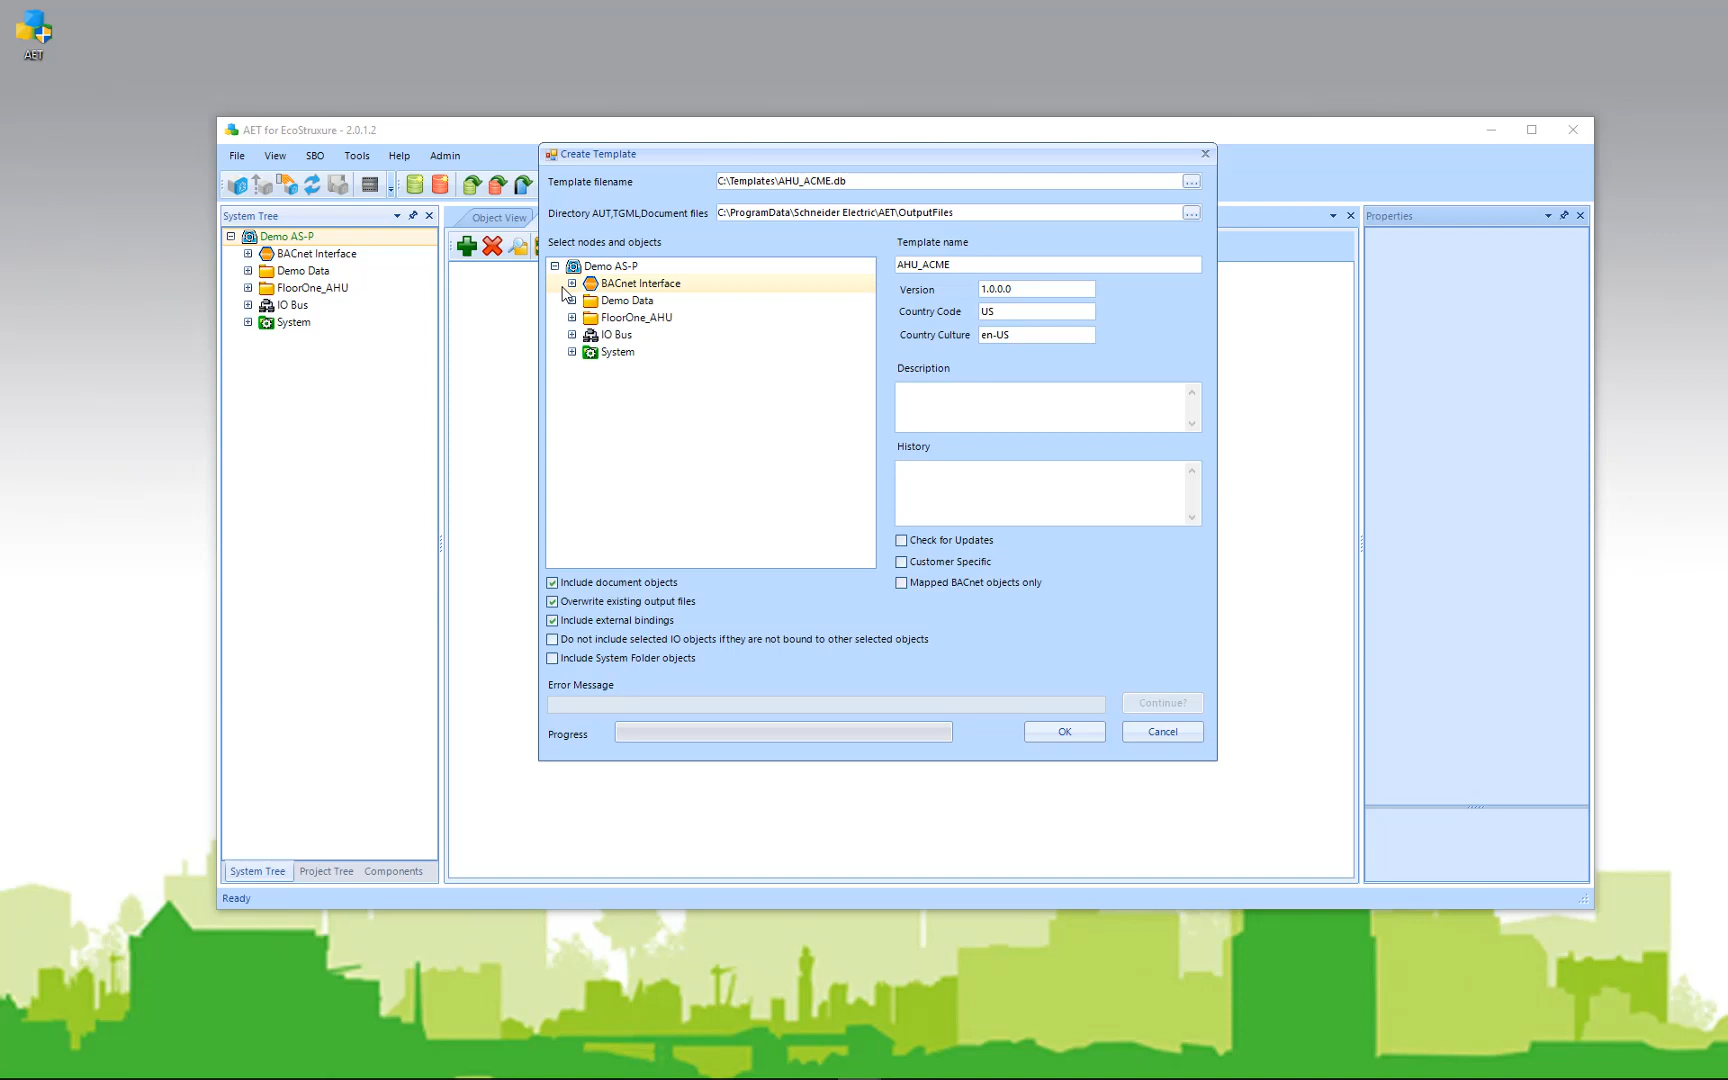 AET
AET for EcoStruxure - 2.0.1.2
File View SBO Tools Help Admin
System Tree
Demo AS-P
BACnet Interface
Demo Data
FloorOne_AHU
IO Bus
System
System Tree Project Tree Components
Ready
Object View
Create Template
Template filename C:\Templates\AHU_ACME.db ...
Directory AUT,TGML,Document files C:\ProgramData\Schneider Electric\AET\OutputFiles ...
Select nodes and objects
Demo AS-P
BACnet Interface
Demo Data
FloorOne_AHU
IO Bus
System
Template name
AHU_ACME
Version 1.0.0.0
Country Code US
Country Culture en-US
Description
History
Check for Updates
Customer Specific
Mapped BACnet objects only
Include document objects
Overwrite existing output files
Include external bindings
Do not include selected IO objects if they are not bound to other selected objects
Include System Folder objects
Error Message
Continue?
Progress
OK Cancel
Properties